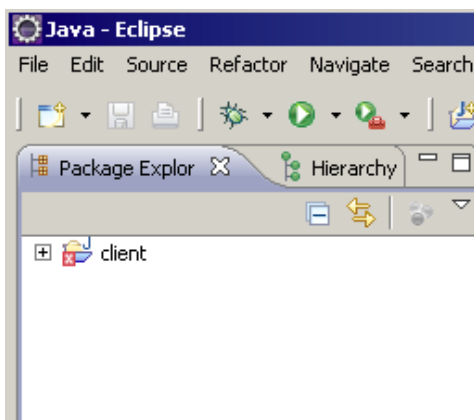 Java - Eclipse
File Edit Source Refactor Navigate Search
Package Explor Hierarchy
client